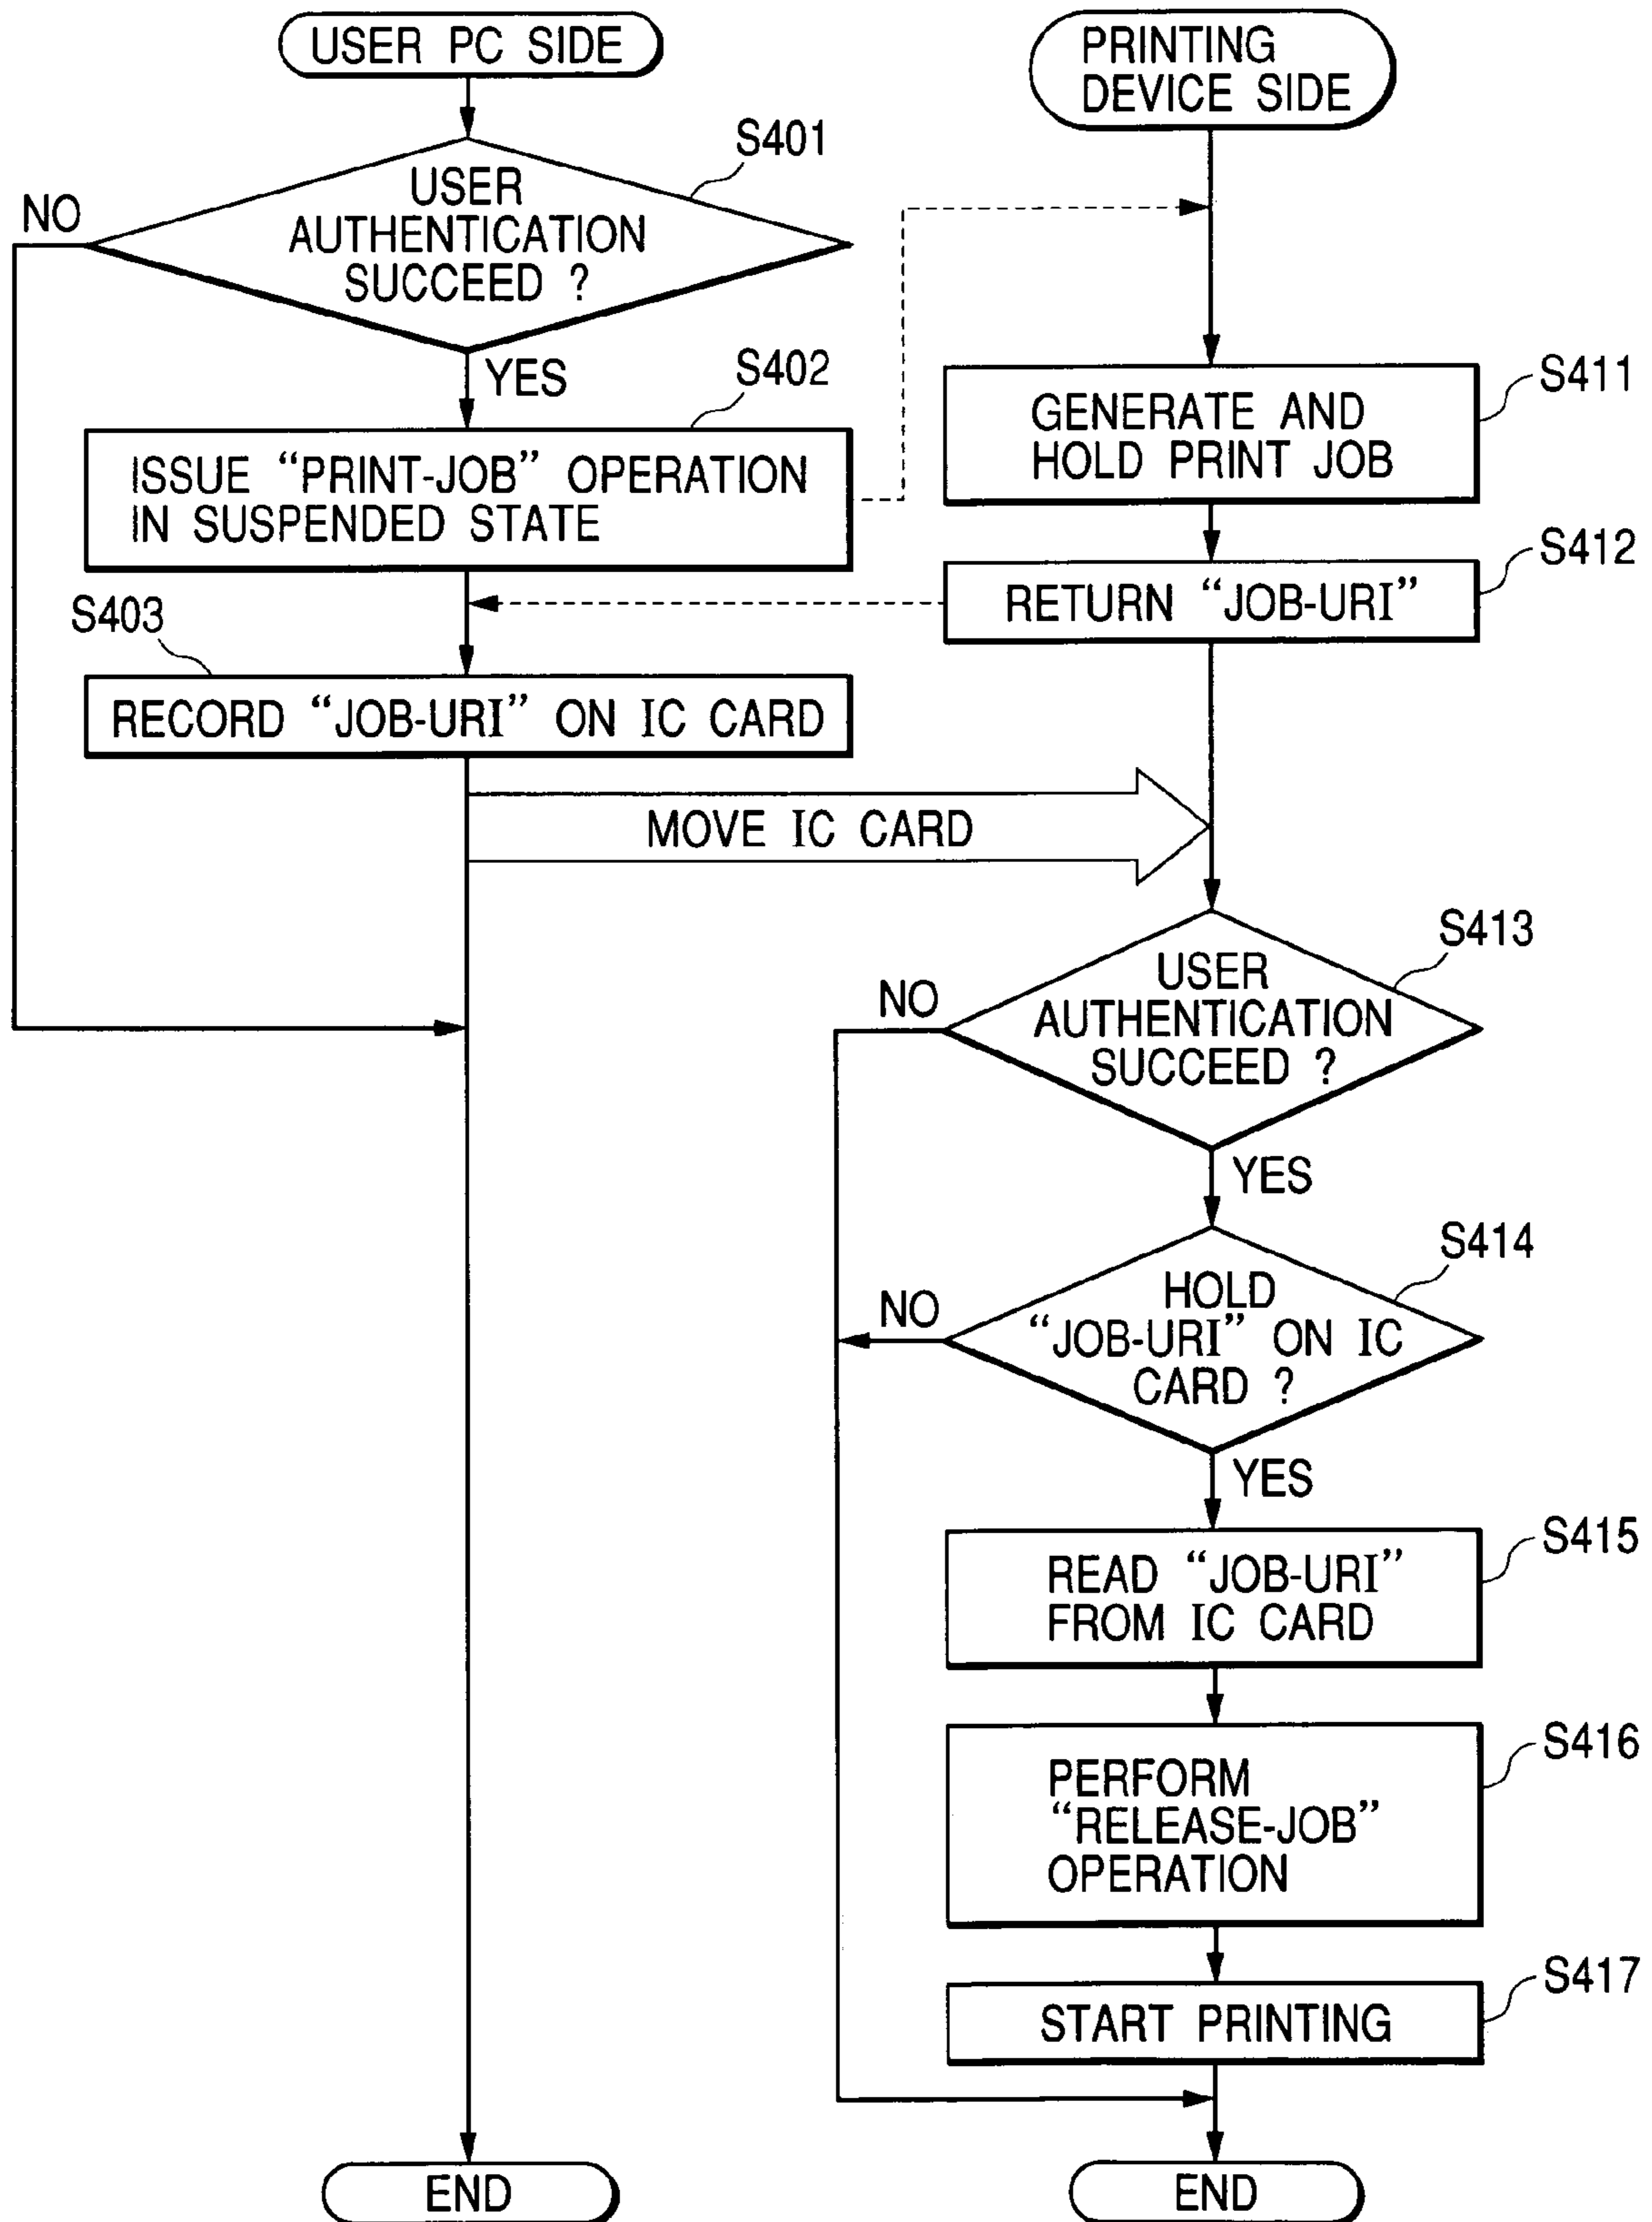 USER PC SIDE
S401
NO
USER
AUTHENTICATION
SUCCEED ?
YES
S402
ISSUE “PRINT-JOB” OPERATION
IN SUSPENDED STATE
S403
RECORD “JOB-URI” ON IC CARD
MOVE IC CARD
END
PRINTING
DEVICE SIDE
S411
GENERATE AND
HOLD PRINT JOB
S412
RETURN “JOB-URI”
S413
NO
USER
AUTHENTICATION
SUCCEED ?
YES
S414
NO
HOLD
“JOB-URI” ON IC
CARD ?
YES
S415
READ “JOB-URI”
FROM IC CARD
S416
PERFORM
“RELEASE-JOB”
OPERATION
S417
START PRINTING
END